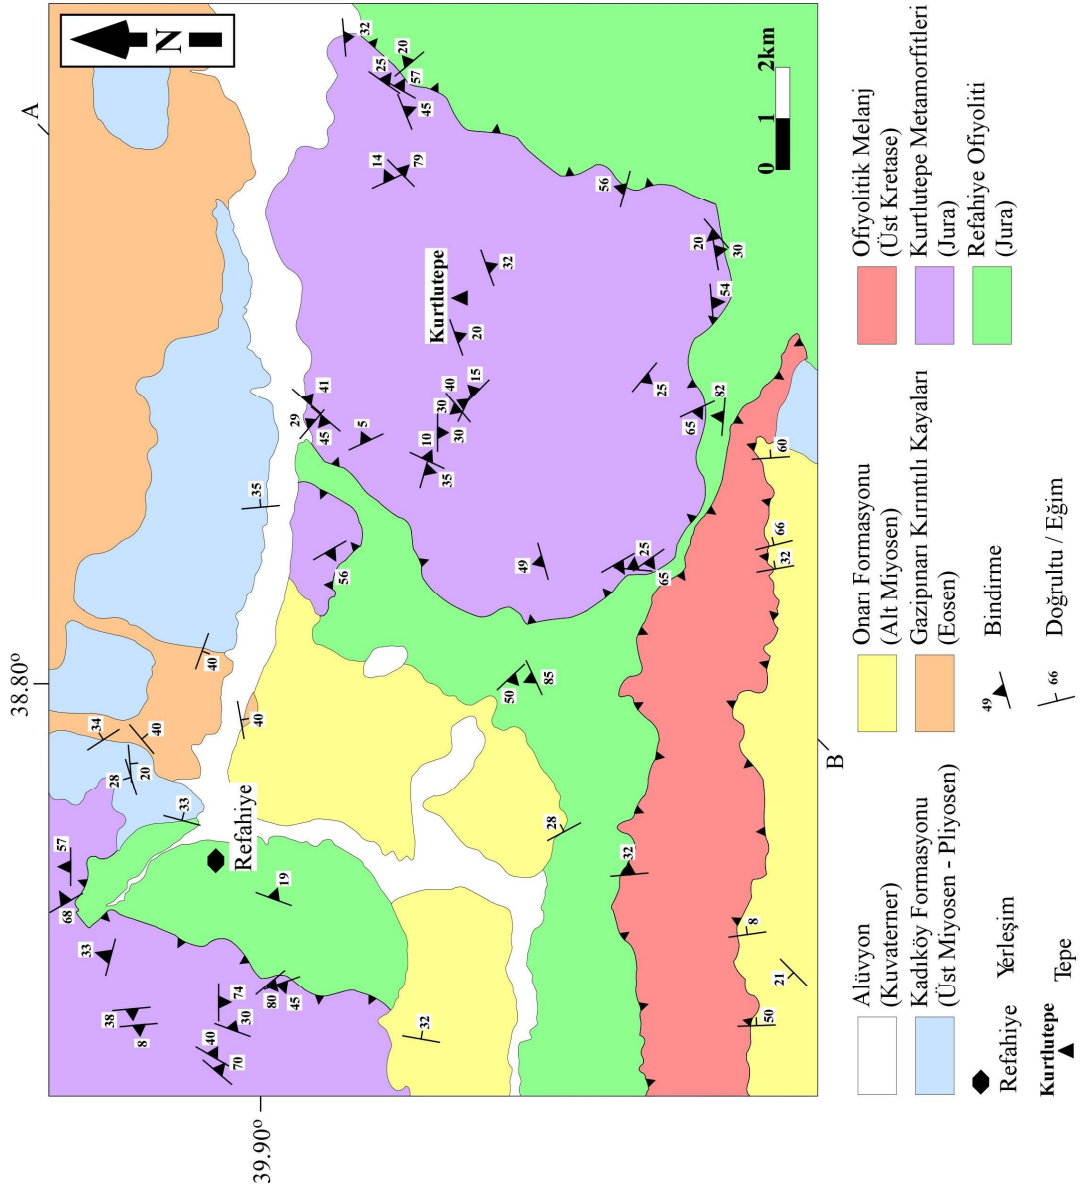 A
N
32
20
25
57
45
14
79
56
0 1 2km
32
Kurtlutepe
20
30
54
20
41
29
45
5
40
15
30
30
10
35
25
65
82
60
35
56
49
25
65
66
32
38.80°
40
40
34
40
28
20
33
50
85
B
57
68
Refahiye
28
19
33
32
8
38
8
74
30
80
45
40
70
21
32
50
39.90°
Alüvyon
(Kuvaterner)
Kadıköy Formasyonu
(Üst Miyosen - Pliyosen)
Refahiye Yerleşim
Kurtlutepe Tepe
Onarı Formasyonu
(Alt Miyosen)
Gazipınarı Kırıntılı Kayaları
(Eosen)
49 Bindirme
66 Doğrultu / Eğim
Ofiyolitik Melanj
(Üst Kretase)
Kurtlutepe Metamorfitleri
(Jura)
Refahiye Ofiyoliti
(Jura)